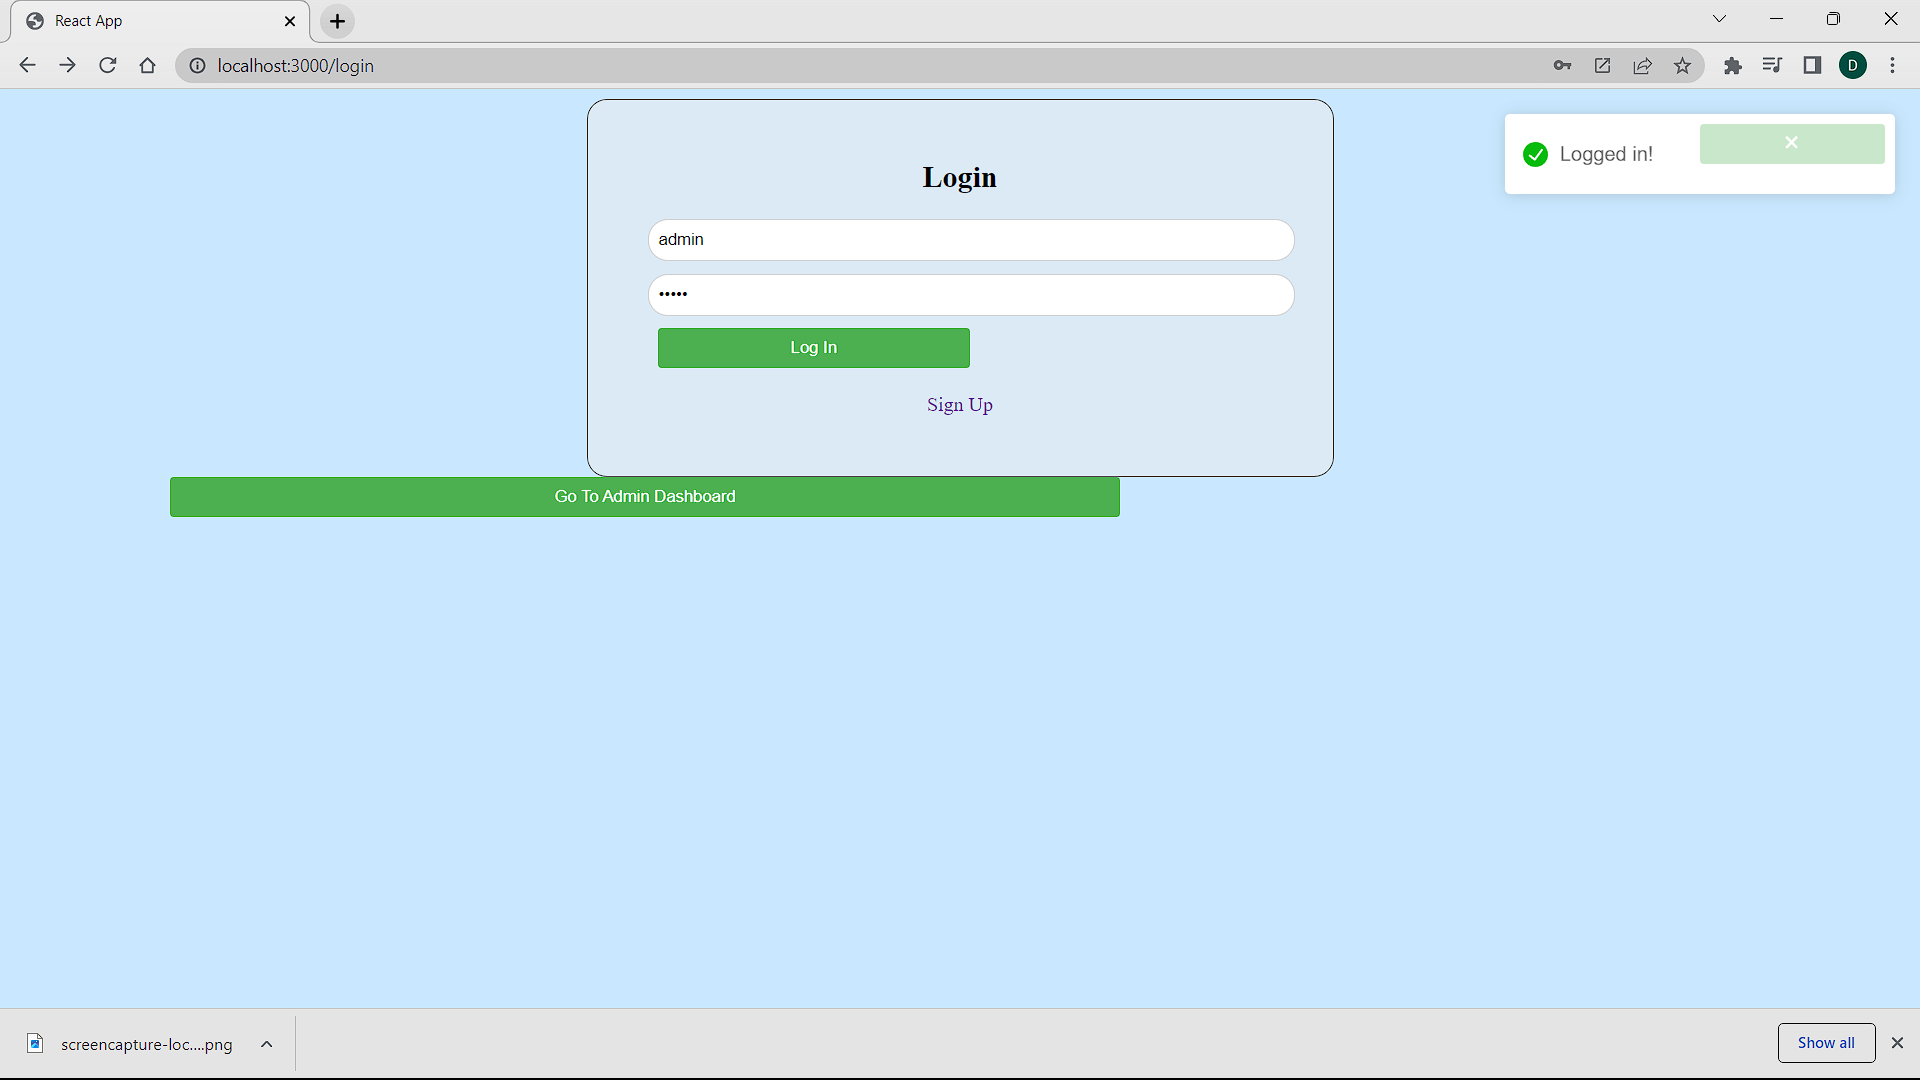 React App
localhost:3000/login
D
Logged in!
Login
admin
•••••
Log In
Sign Up
Go To Admin Dashboard
screencapture-loc....png
Show all